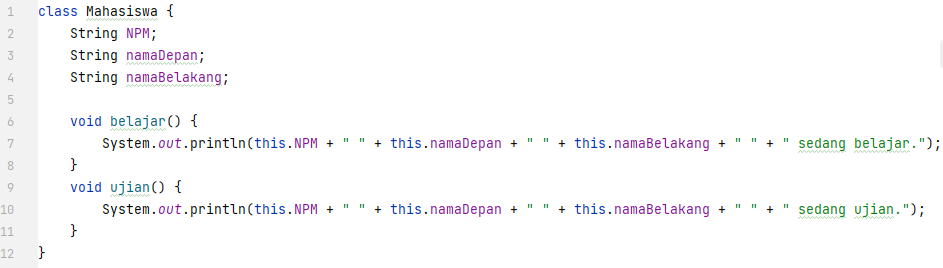 1 class Mahasiswa {
2     String NPM;
3     String namaDepan;
4     String namaBelakang;
5
6     void belajar() {
7         System.out.println(this.NPM + " " + this.namaDepan + " " + this.namaBelakang + " " + " sedang belajar.");
8     }
9     void ujian() {
10         System.out.println(this.NPM + " " + this.namaDepan + " " + this.namaBelakang + " " + " sedang ujian.");
11     }
12 }